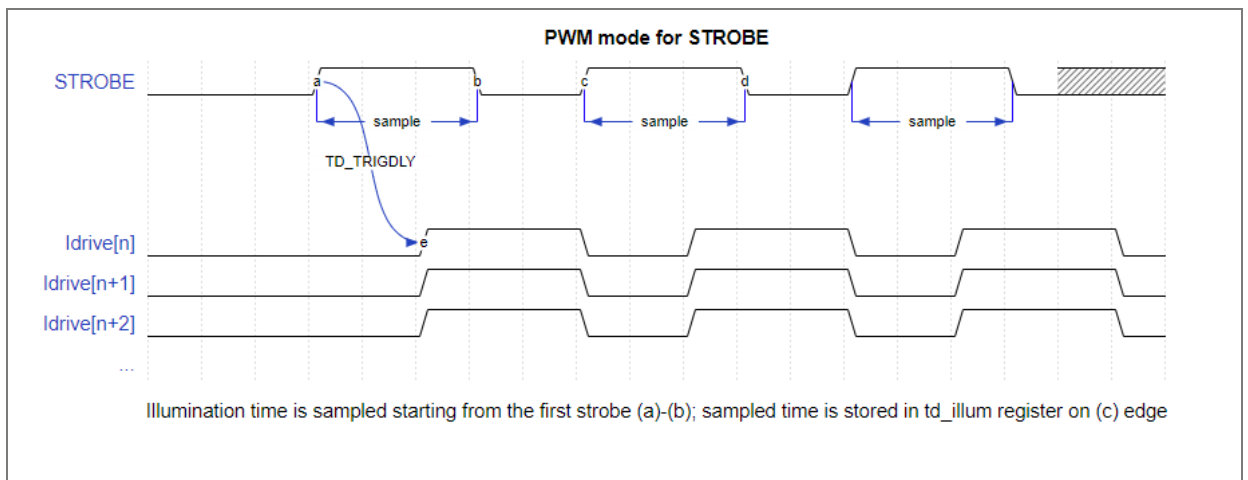 PWM mode for STROBE
STROBE
a
b
c
d
sample
sample
sample
TD_TRIGDLY
Idrive[n]
e
Idrive[n+1]
Idrive[n+2]
...
Illumination time is sampled starting from the first strobe (a)-(b); sampled time is stored in td_illum register on (c) edge